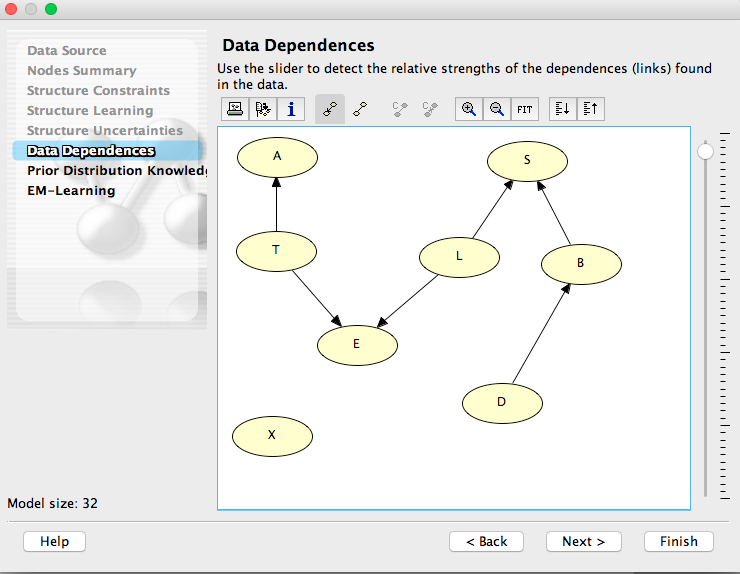 Data Source
Nodes Summary
Structure Constraints
Structure Learning
Structure Uncertainties
Data Dependences
Prior Distribution Knowled
EM-Learning
Model size: 32
Data Dependences
Use the slider to detect the relative strengths of the dependences (links) found
in the data.
i
C
C
FIT
A
S
T
L
B
E
D
X
Help
< Back
Next >
Finish